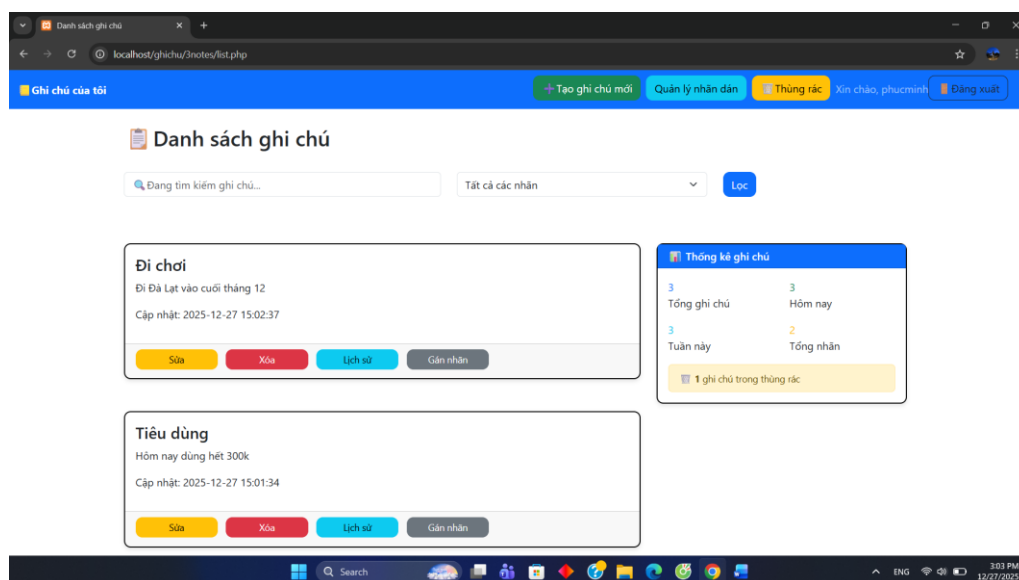 Danh sách ghi chú
localhost/ghichu/3notes/list.php
Ghi chú của tôi
Tạo ghi chú mới
Quản lý nhãn dán
Thùng rác
Xin chào, phucminh
Đăng xuất
Danh sách ghi chú
Đang tìm kiếm ghi chú...
Tất cả các nhãn
Lọc
Đi chơi
Đi Đà Lạt vào cuối tháng 12
Cập nhật: 2025-12-27 15:02:37
Sửa
Xóa
Lịch sử
Gán nhãn
Thống kê ghi chú
3
3
Tổng ghi chú
Hôm nay
3
2
Tuần này
Tổng nhãn
1 ghi chú trong thùng rác
Tiêu dùng
Hôm nay dùng hết 300k
Cập nhật: 2025-12-27 15:01:34
Sửa
Xóa
Lịch sử
Gán nhãn
Search
ENG
3:03 PM
12/27/2025